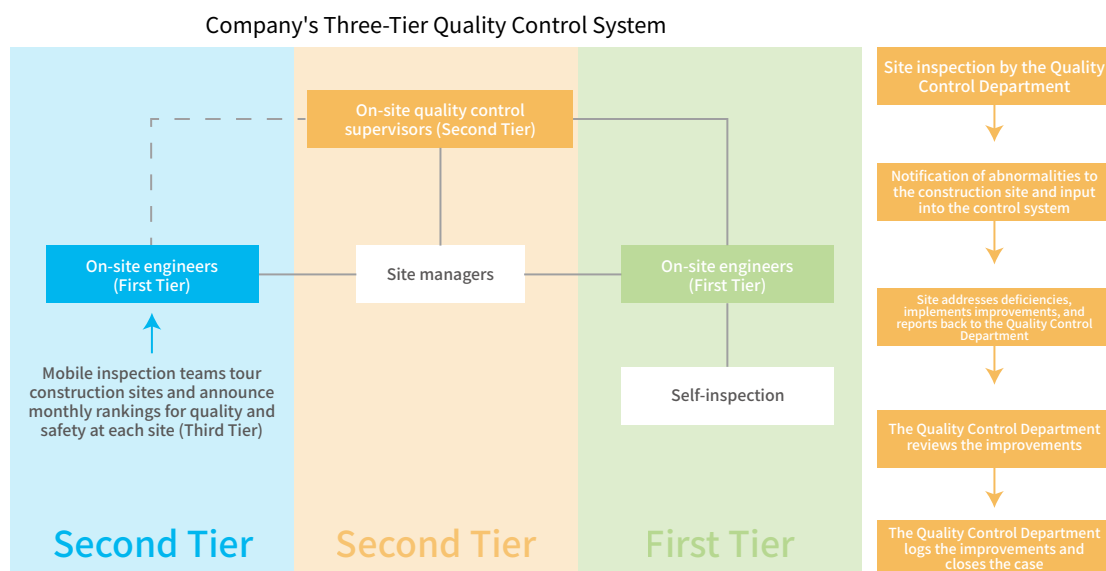 Company's Three-Tier Quality Control System
On-site quality control
supervisors (Second Tier)
On-site engineers
(First Tier)
Site managers
On-site engineers
(First Tier)
Self-inspection
Mobile inspection teams tour
construction sites and announce
monthly rankings for quality and
safety at each site (Third Tier)
Second Tier
Second Tier
First Tier
Site inspection by the Quality
Control Department
Notification of abnormalities to
the construction site and input
into the control system
Site addresses deficiencies,
implements improvements, and
reports back to the Quality Control
Department
The Quality Control Department
reviews the improvements
The Quality Control Department
logs the improvements and
closes the case